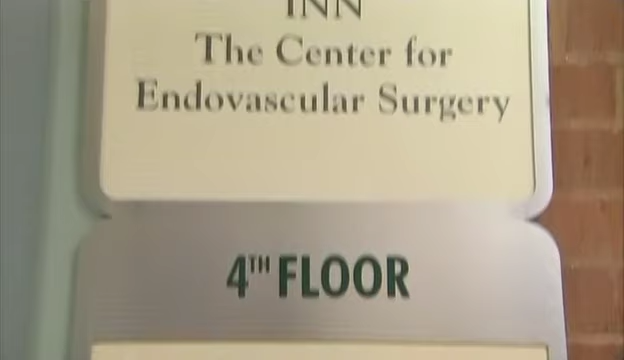 INN
The Center for
Endovascular Surgery
4TH FLOOR